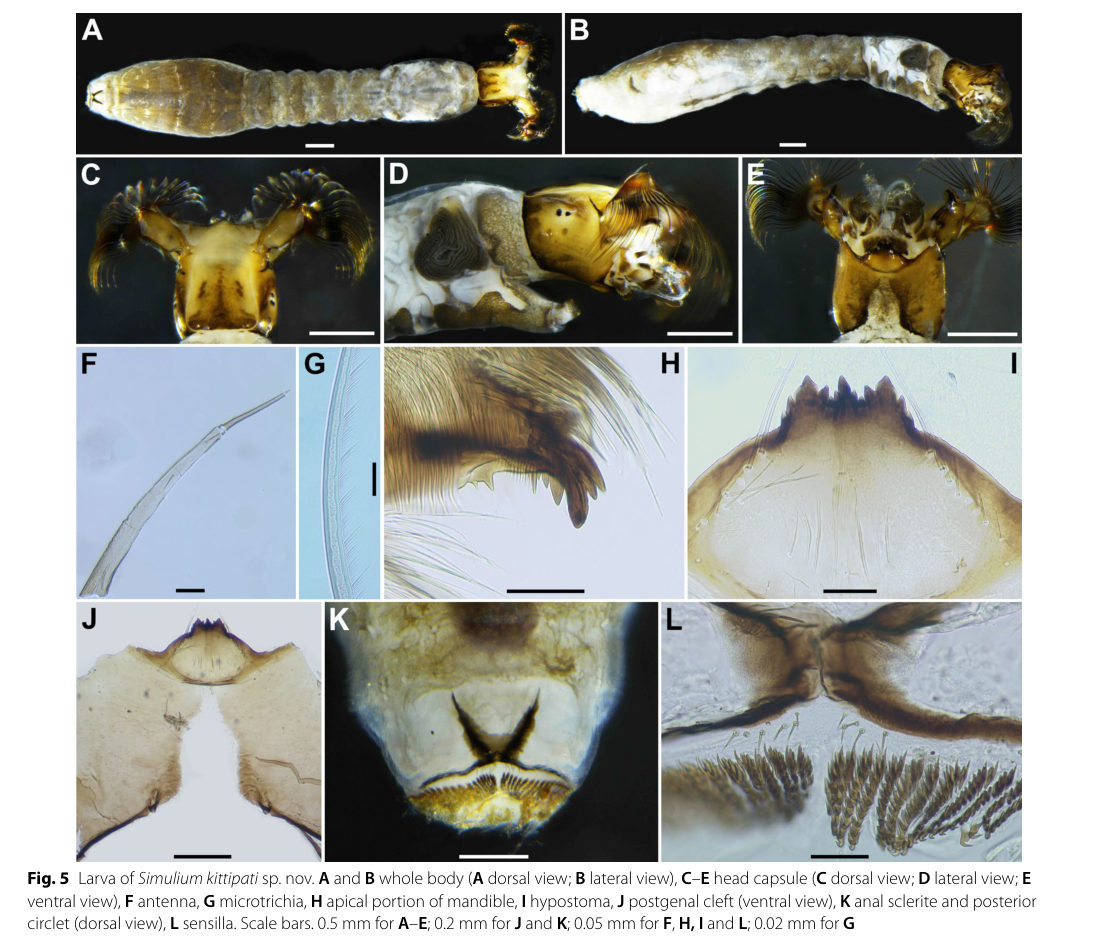 A
B
C
D
E
F
G
H
I
J
K
L
Fig. 5 Larva of Simulium kittipati sp. nov. A and B whole body (A dorsal view; B lateral view), C–E head capsule (C dorsal view; D lateral view; E
ventral view), F antenna, G microtrichia, H apical portion of mandible, I hypostoma, J postgenal cleft (ventral view), K anal sclerite and posterior
circlet (dorsal view), L sensilla. Scale bars. 0.5 mm for A–E; 0.2 mm for J and K; 0.05 mm for F, H, I and L; 0.02 mm for G